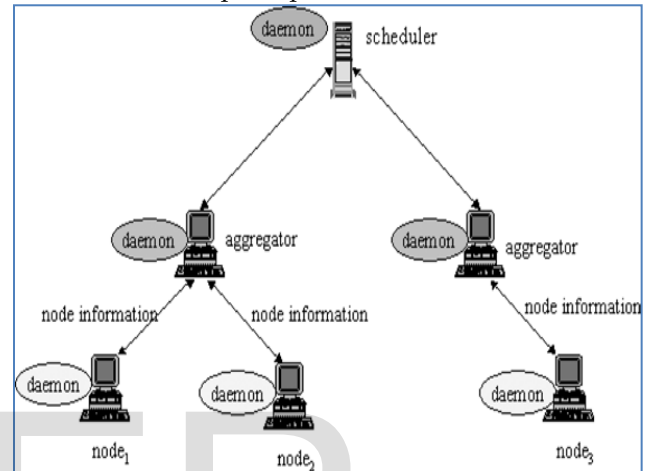 daemon
scheduler
daemon
aggregator
daemon
aggregator
node information
node information
node information
daemon
daemon
daemon
node1
node2
node3